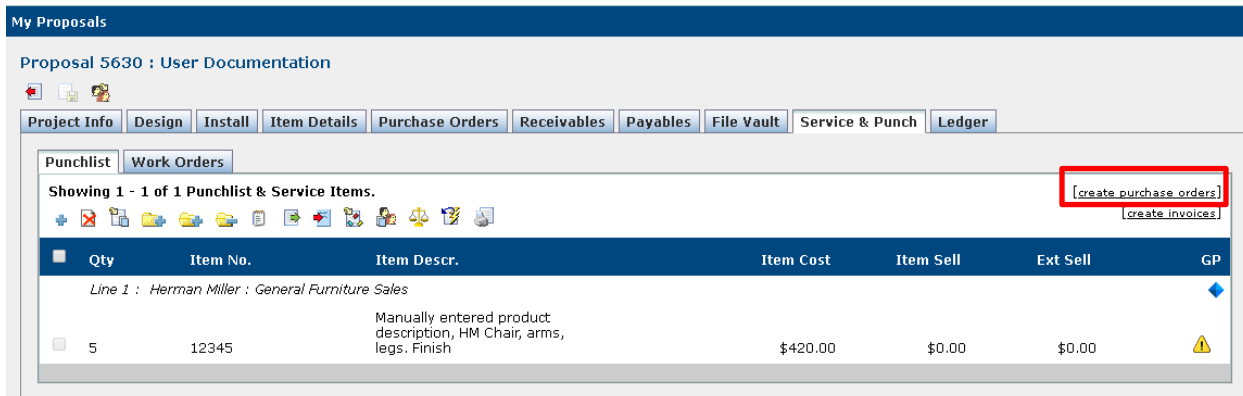 My Proposals
Proposal 5630 : User Documentation
Project Info Design Install Item Details Purchase Orders Receivables Payables File Vault Service & Punch Ledger
Punchlist Work Orders
Showing 1 - 1 of 1 Punchlist & Service Items.
[create purchase orders]
[create invoices]
Qty Item No. Item Descr. Item Cost Item Sell Ext Sell GP
Line 1 : Herman Miller : General Furniture Sales
Manually entered product
description, HM Chair, arms,
5 12345 legs. Finish $420.00 $0.00 $0.00